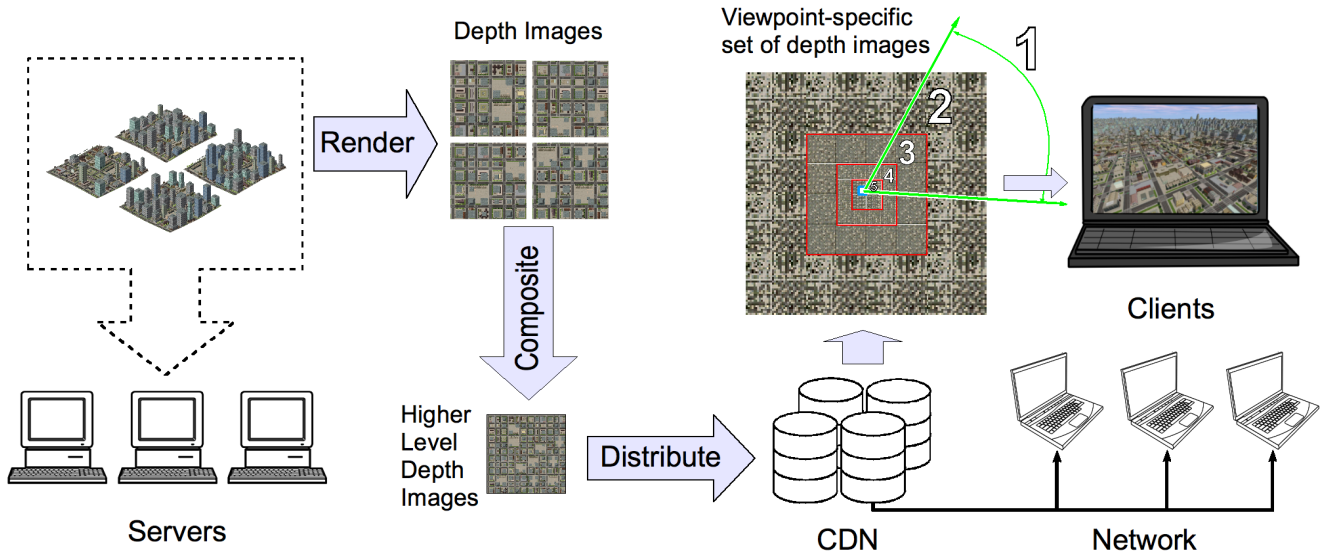 Depth Images
Viewpoint-specific
set of depth images
1
2
3
4
5
Render
Composite
Clients
Higher
Level
Depth
Images
Distribute
Servers
CDN
Network